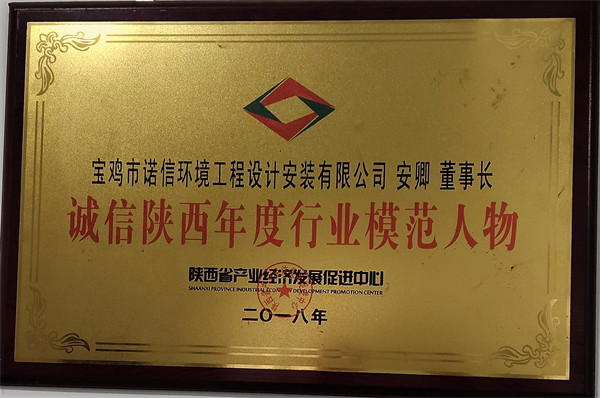 宝鸡市诺信环境工程设计安装有限公司 安卿 董事长
诚信陕西年度行业模范人物
陕西省产业经济发展促进中心
SHAANXI PROVINCE INDUSTRIAL ECONOMY DEVELOPMENT PROMOTION CENTER
二〇一八年